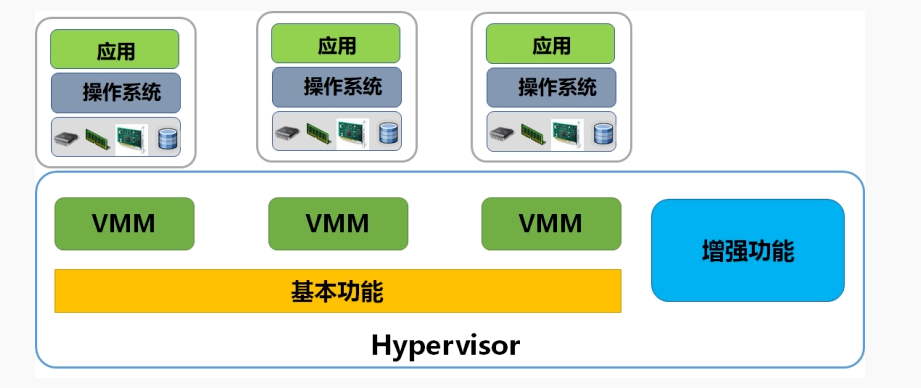 应用
应用
应用
操作系统
操作系统
操作系统
VMM
VMM
VMM
增强功能
基本功能
Hypervisor